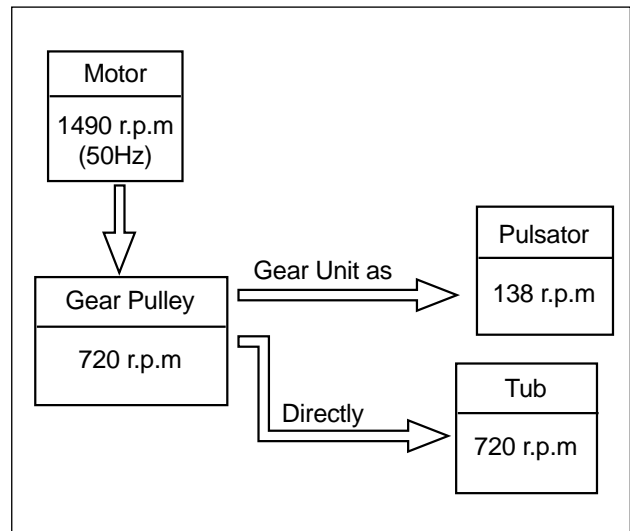 Motor
1490 r.p.m
(50Hz)
Gear Pulley
720 r.p.m
Gear Unit as
Pulsator
138 r.p.m
Directly
Tub
720 r.p.m